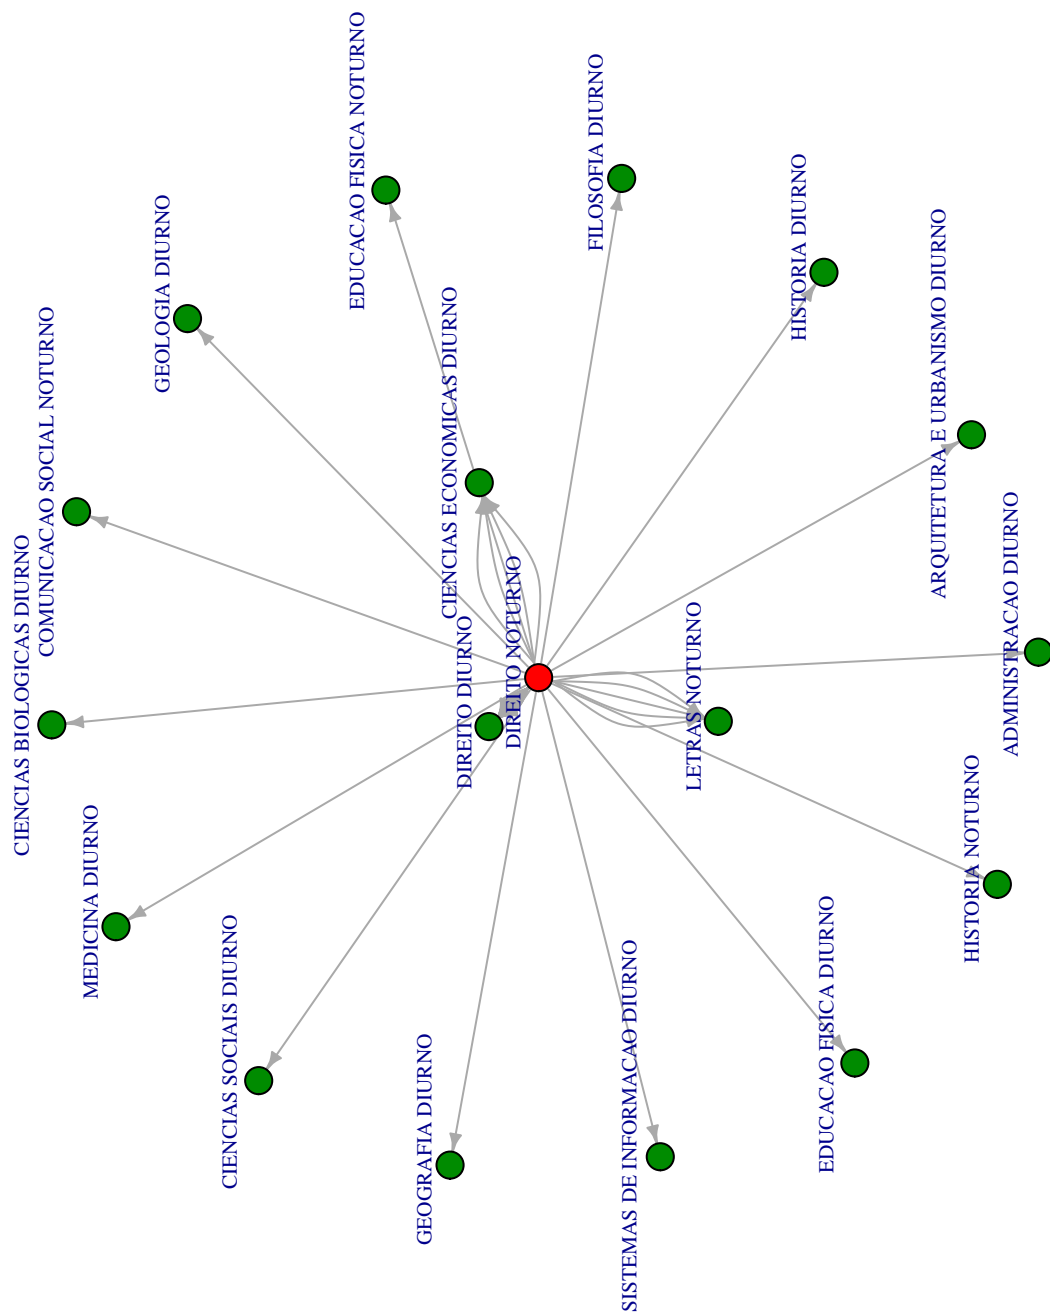 EDUCACAO FISICA NOTURNO
FILOSOFIA DIURNO
HISTORIA DIURNO
GEOLOGIA DIURNO
ARQUITETURA E URBANISMO DIURNO
CIENCIAS ECONOMICAS DIURNO
COMUNICACAO SOCIAL NOTURNO
ADMINISTRACAO DIURNO
CIENCIAS BIOLOGICAS DIURNO
DIREITO NOTURNO
DIREITO DIURNO
LETRAS NOTURNO
HISTORIA NOTURNO
MEDICINA DIURNO
EDUCACAO FISICA DIURNO
CIENCIAS SOCIAIS DIURNO
SISTEMAS DE INFORMACAO DIURNO
GEOGRAFIA DIURNO